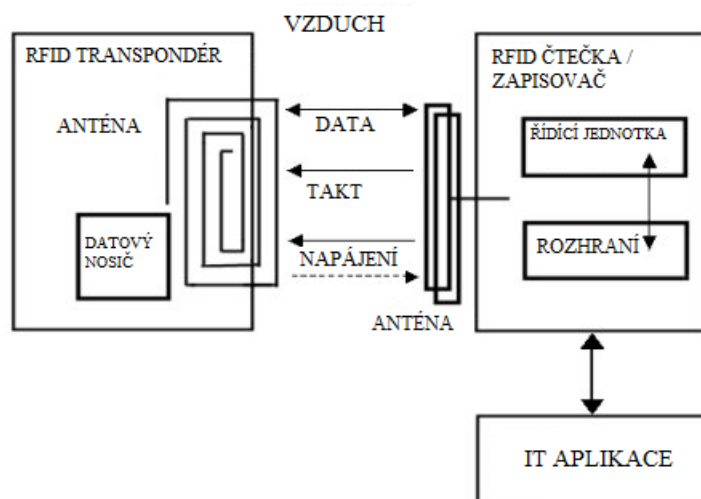 VZDUCH
RFID TRANSPONDÉR
ANTÉNA
DATOVÝ
NOSIČ
DATA
TAKT
NAPÁJENÍ
ANTÉNA
RFID ČTEČKA /
ZAPISOVAČ
ŘÍDÍCÍ JEDNOTKA
ROZHRANÍ
IT APLIKACE